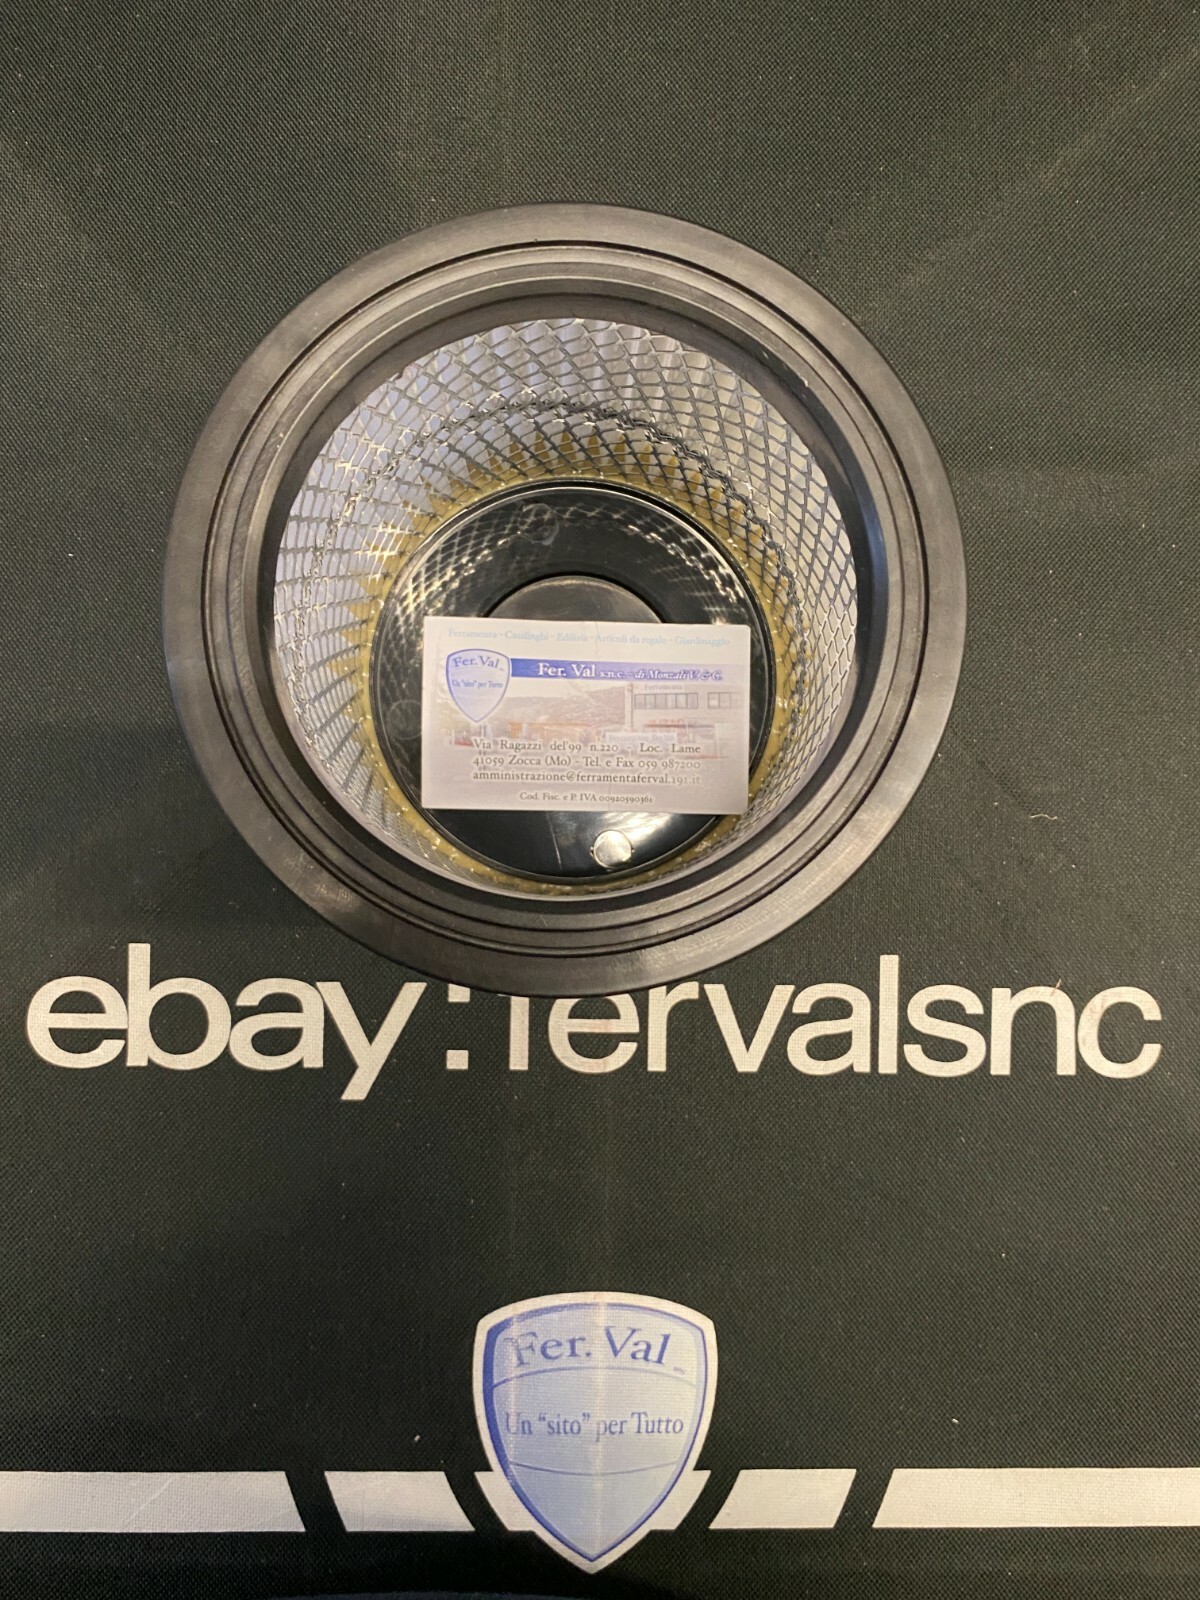 Ferramenta - Casalinghi - Edilizia - Articoli da regalo - Giardinaggio
Fer. Val
Un "sito" per Tutto
Fer. Val s.n.c. - di Monzali V. & G.
Ferramenta
Via Ragazzi del'99 n.220 - Loc. Lame
41059 Zocca (Mo) - Tel. e Fax 059 987200
amministrazione@ferramentaferval.191.it
Cod. Fisc. e P. IVA 00920590361
ebay:fervalsnc
Fer. Val
Un "sito" per Tutto